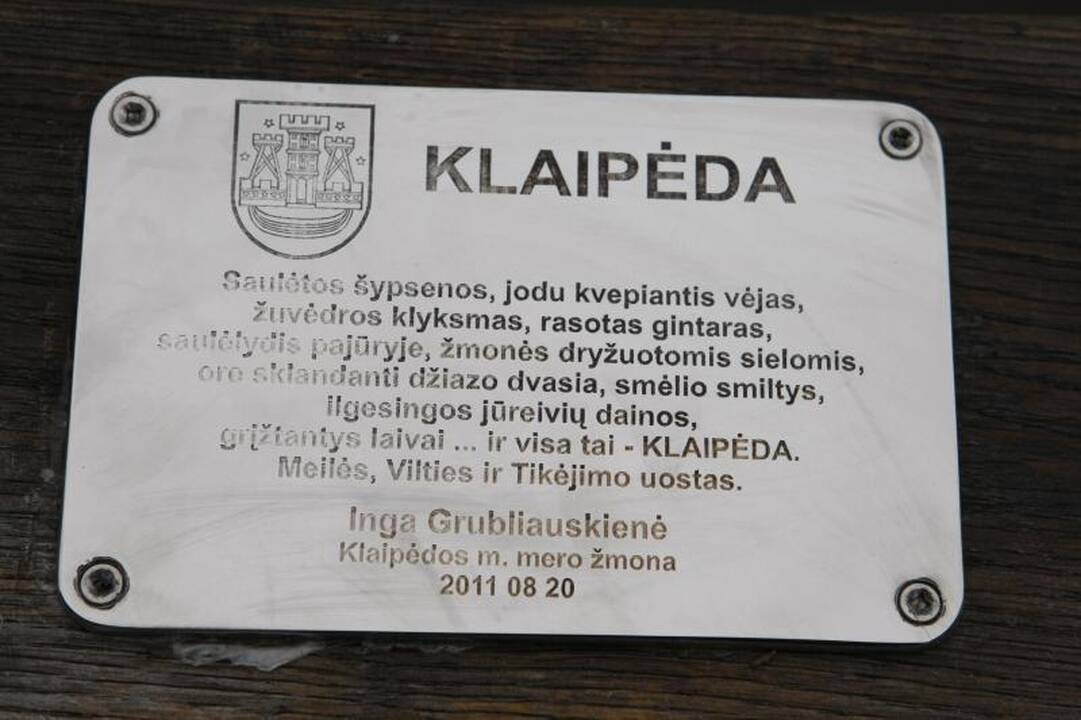 KLAIPĖDA
Saulėtos šypsenos, jodu kvepiantis vėjas,
žuvėdros klyksmas, rasotas gintaras,
saulėlydis pajūryje, žmonės dryžuotomis sielomis,
ore sklandanti džiazo dvasia, smėlio smiltys,
ilgesingos jūreivių dainos,
grįžtantys laivai ... ir visa tai - KLAIPĖDA.
Meilės, Vilties ir Tikėjimo uostas.
Inga Grubliauskienė
Klaipėdos m. mero žmona
2011 08 20